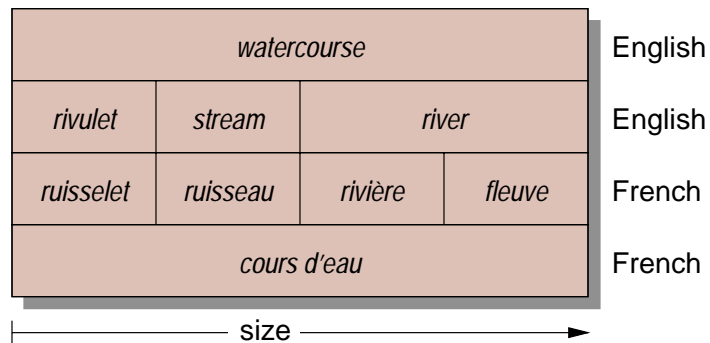 watercourse English
rivulet stream river English
ruisselet ruisseau rivière fleuve French
cours d'eau French
size